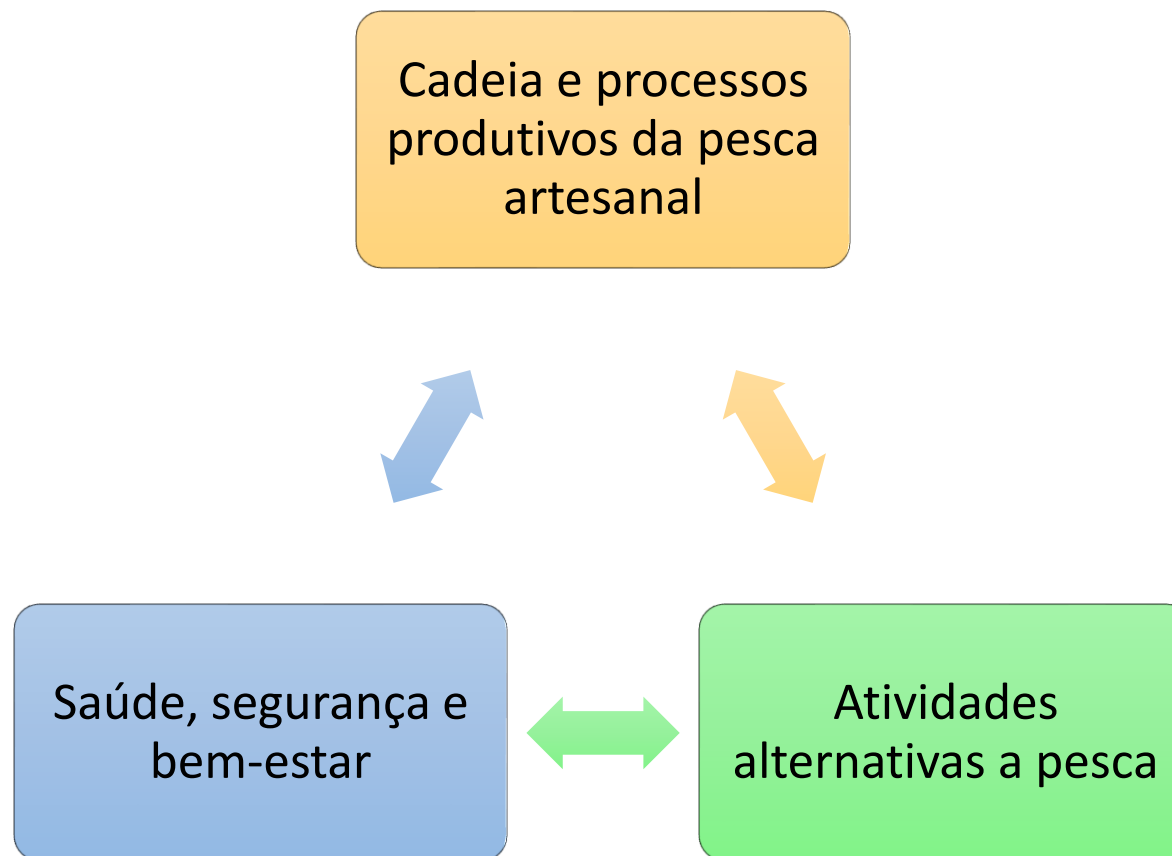 Cadeia e processos
produtivos da pesca
artesanal
Saúde, segurança e
bem-estar
Atividades
alternativas a pesca